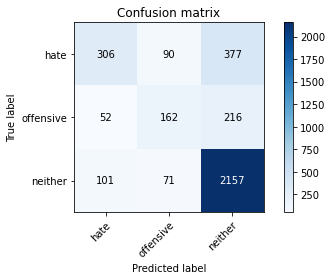 Confusion matrix
True label
hate 306 90 377
offensive 52 162 216
neither 101 71 2157
hate offensive neither
Predicted label
2000
1750
1500
1250
1000
750
500
250